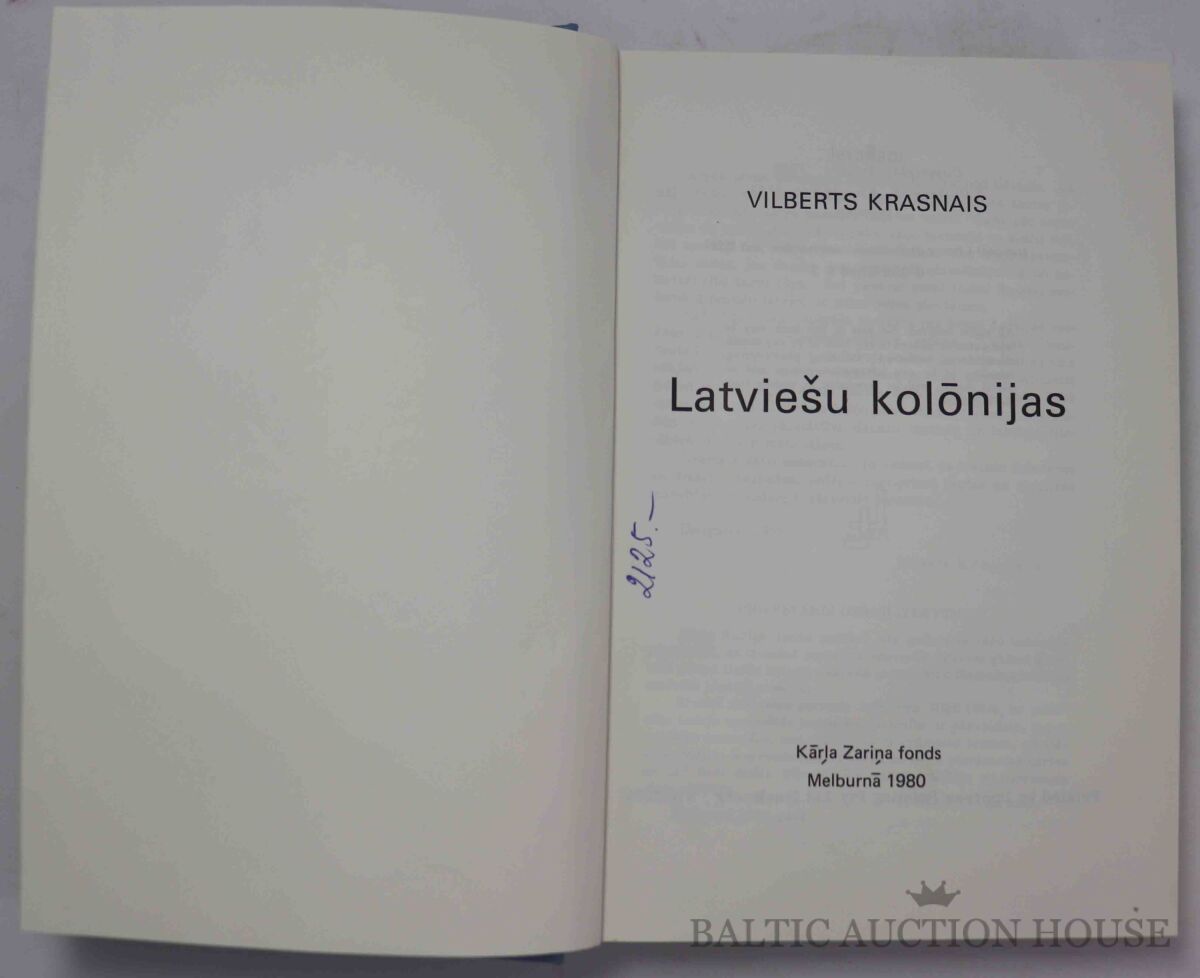 VILBERTS KRASNAIS
Latviešu kolōnijas
2125.—
Kārļa Zariņa fonds
Melburnā 1980
BALTIC AUCTION HOUSE